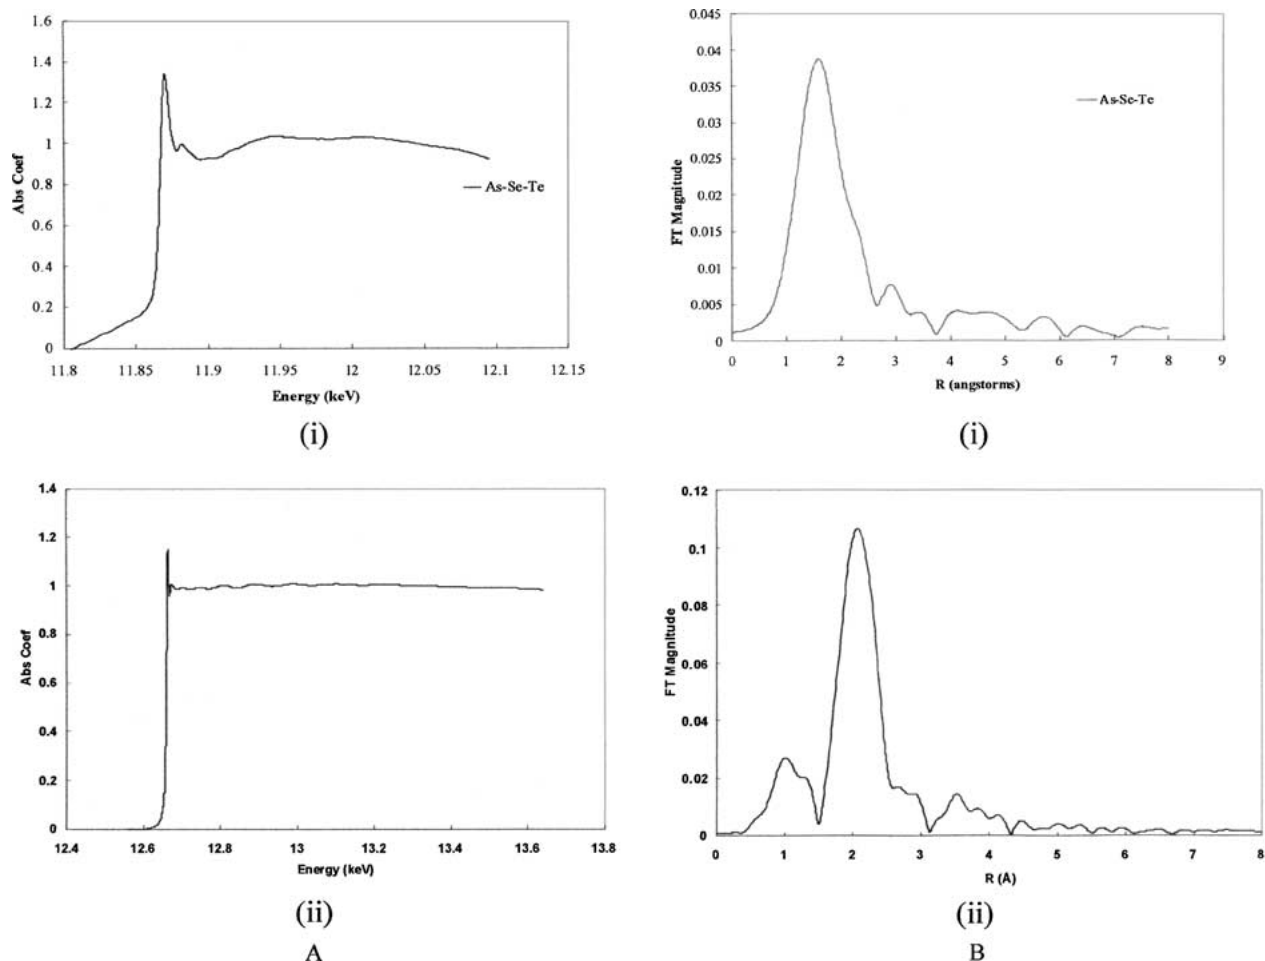 1.6
1.4
1.2
1
0.8
0.6
0.4
0.2
0
Abs Coef
As-Se-Te
11.8 11.85 11.9 11.95 12 12.05 12.1 12.15
Energy (keV)
(i)
0.045
0.04
0.035
0.03
0.025
0.02
0.015
0.01
0.005
0
FT Magnitude
As-Se-Te
0 1 2 3 4 5 6 7 8 9
R (angstorms)
(i)
1.4
1.2
1
0.8
0.6
0.4
0.2
0
Abs Coef
12.4 12.6 12.8 13 13.2 13.4 13.6 13.8
Energy (keV)
(ii)
A
0.12
0.1
0.08
0.06
0.04
0.02
0
FT Magnitude
0 1 2 3 4 5 6 7 8
R (Å)
(ii)
B